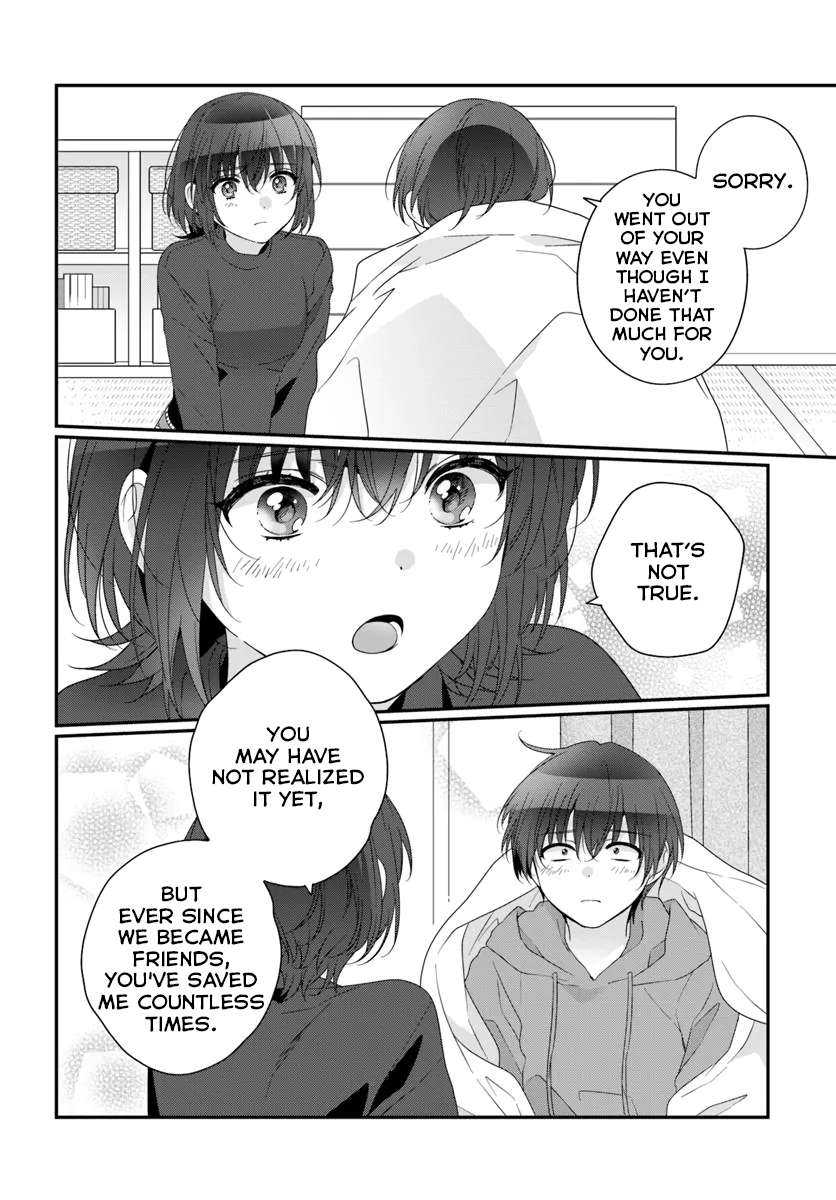 SORRY.
YOU
WENT OUT
OF YOUR
WAY EVEN
THOUGH I
HAVEN'T
DONE THAT
MUCH FOR
YOU.
THAT'S
NOT
TRUE.
YOU
MAY HAVE
NOT REALIZED
IT YET,
BUT
EVER SINCE
WE BECAME
FRIENDS,
YOU'VE SAVED
ME COUNTLESS
TIMES.